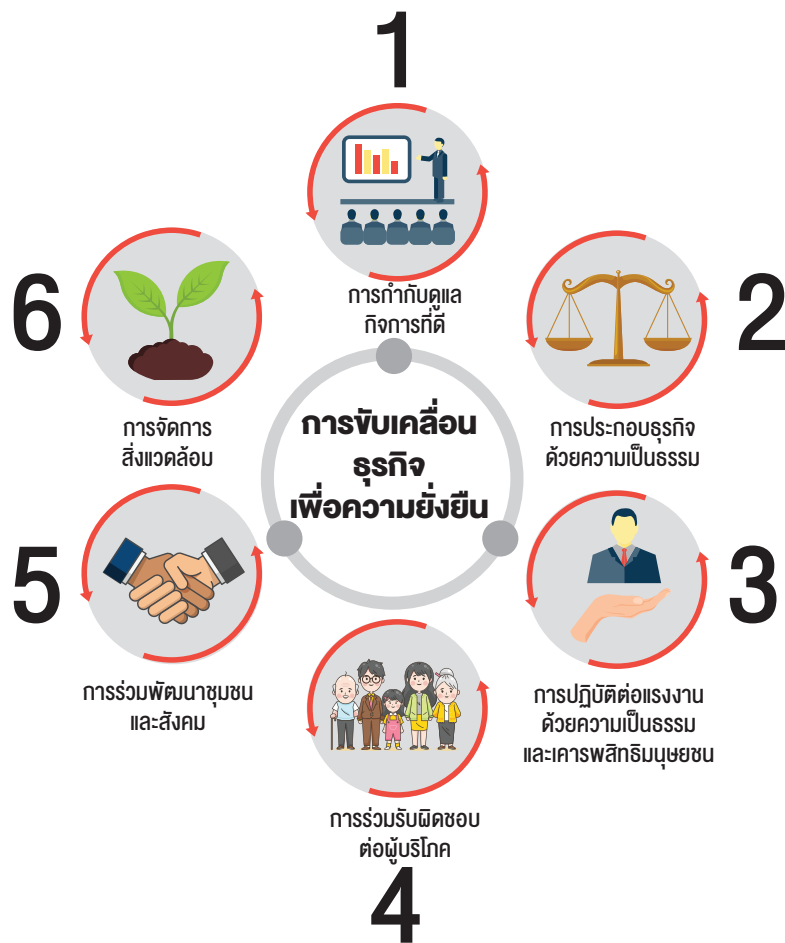 1
การกำกับดูแล
กิจการที่ดี
2
การประกอบธุรกิจ
ด้วยความเป็นธรรม
3
การปฏิบัติต่อแรงงาน
ด้วยความเป็นธรรม
และเคารพสิทธิมนุษยชน
การร่วมรับผิดชอบ
ต่อผู้บริโภค
4
5
การร่วมพัฒนาชุมชน
และสังคม
6
การจัดการ
สิ่งแวดล้อม
การขับเคลื่อน
ธุรกิจ
เพื่อความยั่งยืน